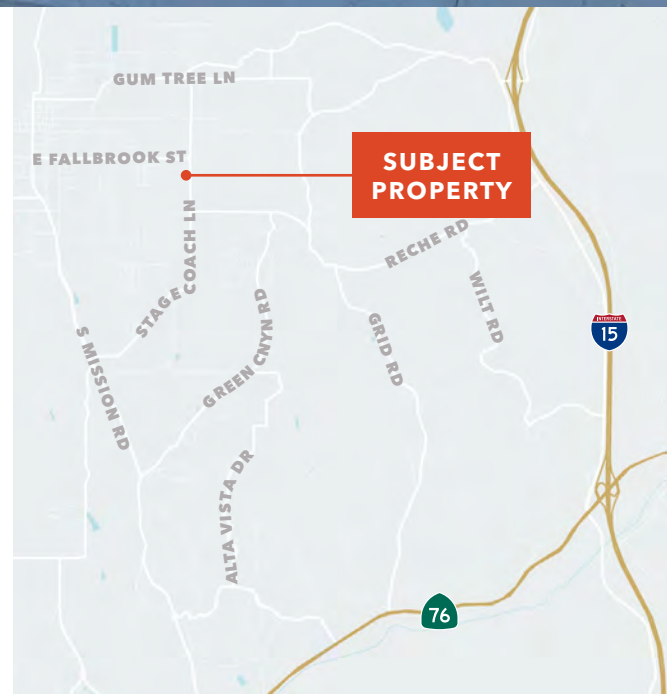 GUM TREE LN
E FALLBROOK ST
SUBJECT
PROPERTY
STAGE COACH LN
RECHE RD
WILT RD
GREEN CNYN RD
GRID RD
INTERSTATE
15
S MISSION RD
ALTA VISTA DR
76